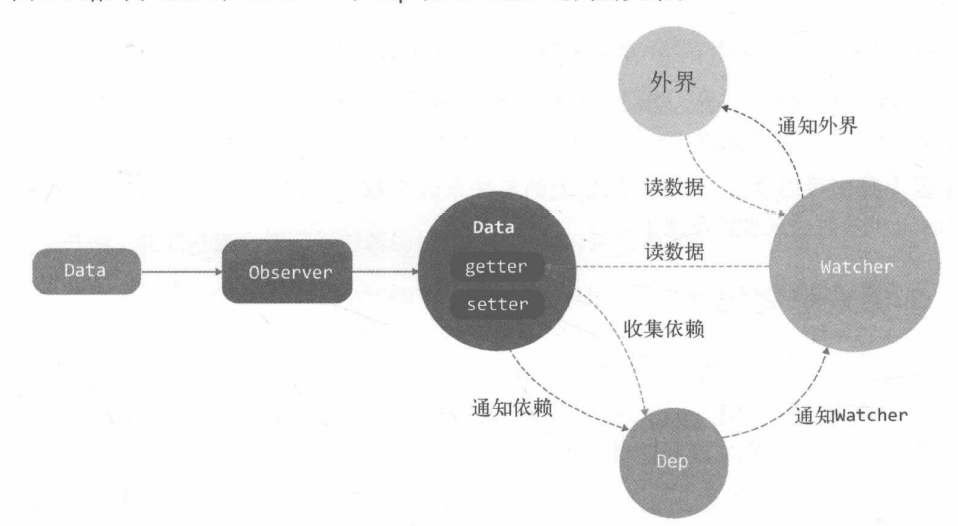 外界
通知外界
读数据
Data
getter
setter
读数据
Watcher
Data
Observer
收集依赖
通知依赖
通知Watcher
Dep